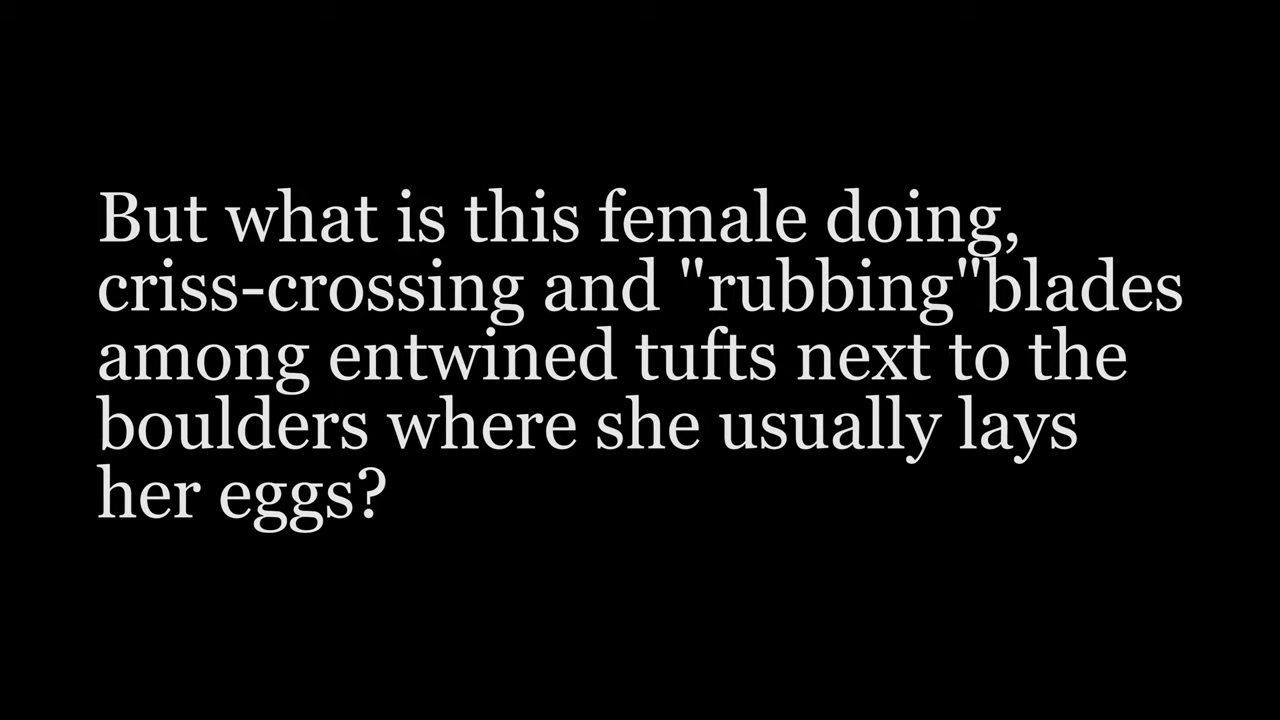 But what is this female doing,
criss-crossing and "rubbing"blades
among entwined tufts next to the
boulders where she usually lays
her eggs?